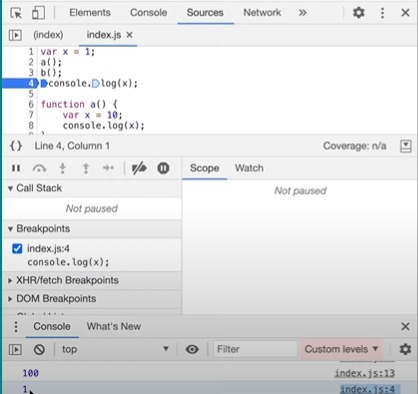 Elements Console Sources Network »
(index) index.js ×
1 var x = 1;
2 a();
3 b();
4 console.log(x);
5
6 function a() {
7 var x = 10;
8 console.log(x);
{} Line 4, Column 1 Coverage: n/a
Scope Watch
▼ Call Stack
Not paused
Not paused
▼ Breakpoints
index.js:4
console.log(x);
▶ XHR/fetch Breakpoints
▶ DOM Breakpoints
Console What's New ×
top ▼ Filter Custom levels ▼
100 index.js:13
1 index.js:4